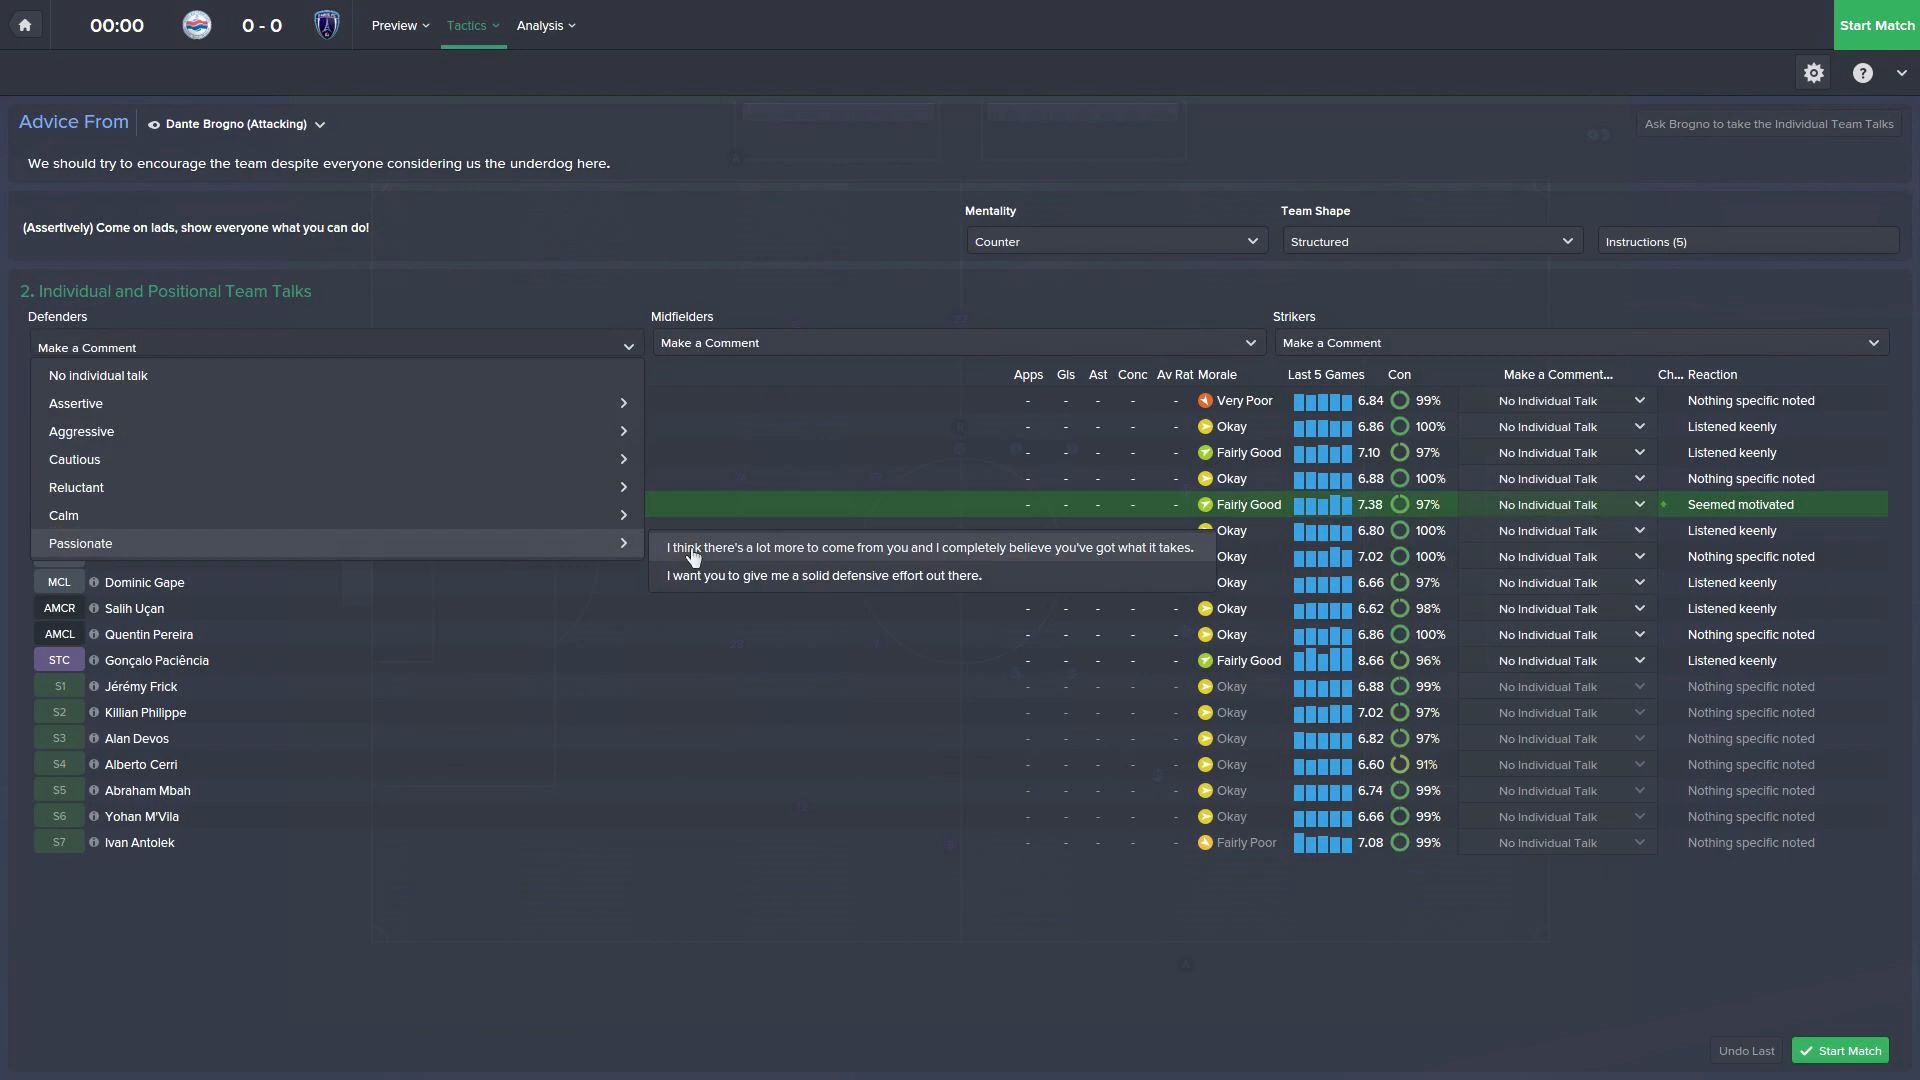 00:00 0 - 0 Preview Tactics Analysis Start Match
?
Advice From Dante Brogno (Attacking) Ask Brogno to take the Individual Team Talks
We should try to encourage the team despite everyone considering us the underdog here.
Mentality Team Shape
(Assertively) Come on lads, show everyone what you can do!
Counter Structured Instructions (5)
2. Individual and Positional Team Talks
Defenders Midfielders Strikers
Make a Comment Make a Comment Make a Comment
No individual talk Apps Gls Ast Conc Av Rat Morale Last 5 Games Con Make a Comment... Ch... Reaction
Assertive - - - - - Very Poor 6.84 99% No Individual Talk Nothing specific noted
Aggressive - - - - - Okay 6.86 100% No Individual Talk Listened keenly
Cautious - - - - - Fairly Good 7.10 97% No Individual Talk Listened keenly
Reluctant - - - - - Okay 6.88 100% No Individual Talk Nothing specific noted
Calm - - - - - Fairly Good 7.38 97% No Individual Talk Seemed motivated
Passionate Okay 6.80 100% No Individual Talk Listened keenly
I think there's a lot more to come from you and I completely believe you've got what it takes. Okay 7.02 100% No Individual Talk Nothing specific noted
I want you to give me a solid defensive effort out there.
MCL Dominic Gape Okay 6.66 97% No Individual Talk Listened keenly
AMCR Salih Uçan - - - - - Okay 6.62 98% No Individual Talk Listened keenly
AMCL Quentin Pereira - - - - - Okay 6.86 100% No Individual Talk Nothing specific noted
STC Gonçalo Paciência - - - - - Fairly Good 8.66 96% No Individual Talk Listened keenly
S1 Jérémy Frick - - - - - Okay 6.88 99% No Individual Talk Nothing specific noted
S2 Killian Philippe - - - - - Okay 7.02 97% No Individual Talk Nothing specific noted
S3 Alan Devos - - - - - Okay 6.82 97% No Individual Talk Nothing specific noted
S4 Alberto Cerri - - - - - Okay 6.60 91% No Individual Talk Nothing specific noted
S5 Abraham Mbah - - - - - Okay 6.74 99% No Individual Talk Nothing specific noted
S6 Yohan M'Vila - - - - - Okay 6.66 99% No Individual Talk Nothing specific noted
S7 Ivan Antolek - - - - - Fairly Poor 7.08 99% No Individual Talk Nothing specific noted
Undo Last Start Match